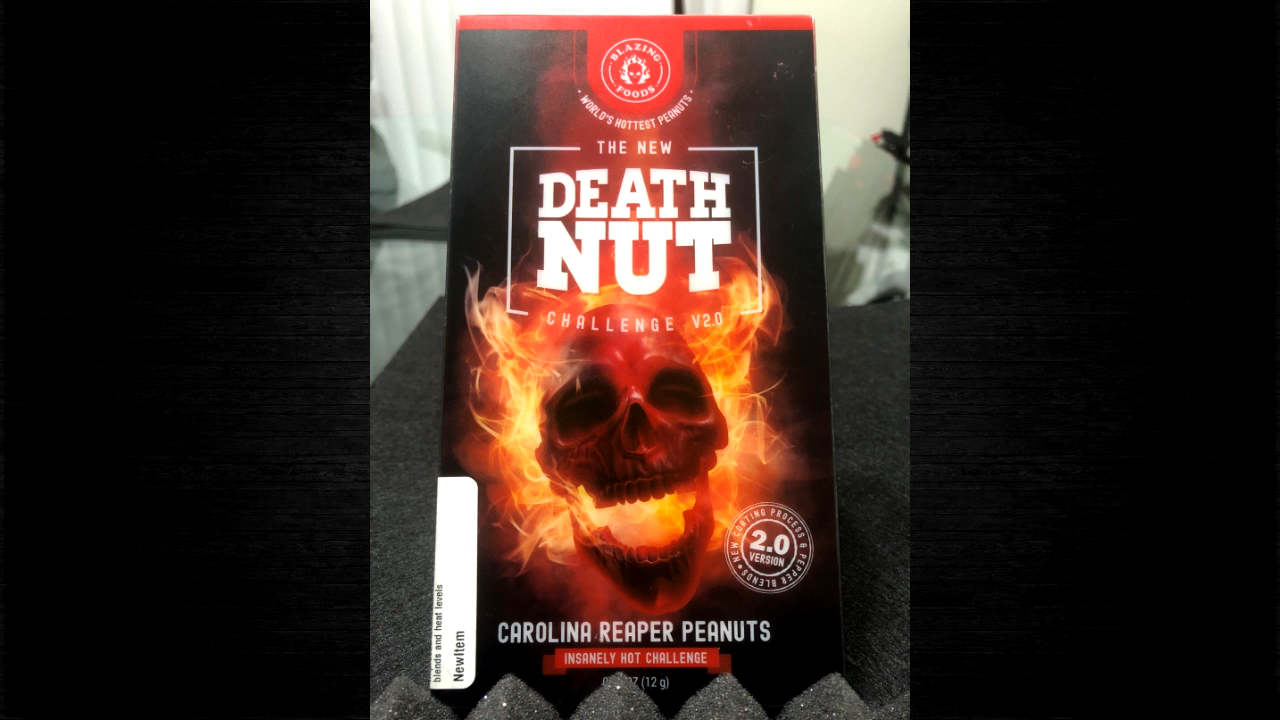 BLAZING
FOODS
• WORLD'S HOTTEST PEANUTS •
THE NEW
DEATH
NUT
CHALLENGE V2.0
NEW COATING PROCESS & PEPPER BLENDS •
2.0
VERSION
blends and heat levels
NewItem
CAROLINA REAPER PEANUTS
INSANELY HOT CHALLENGE
(12 g)